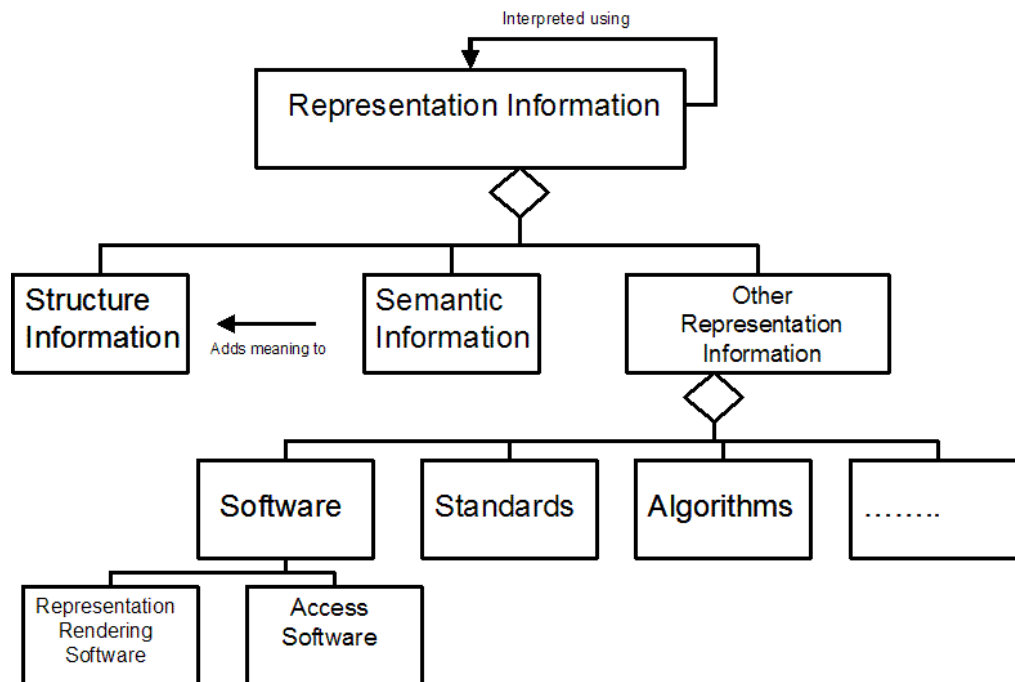 Interpreted using
Representation Information
Structure
Information
Adds meaning to
Semantic
Information
Other
Representation
Information
Software
Standards
Algorithms
........
Representation
Rendering
Software
Access
Software